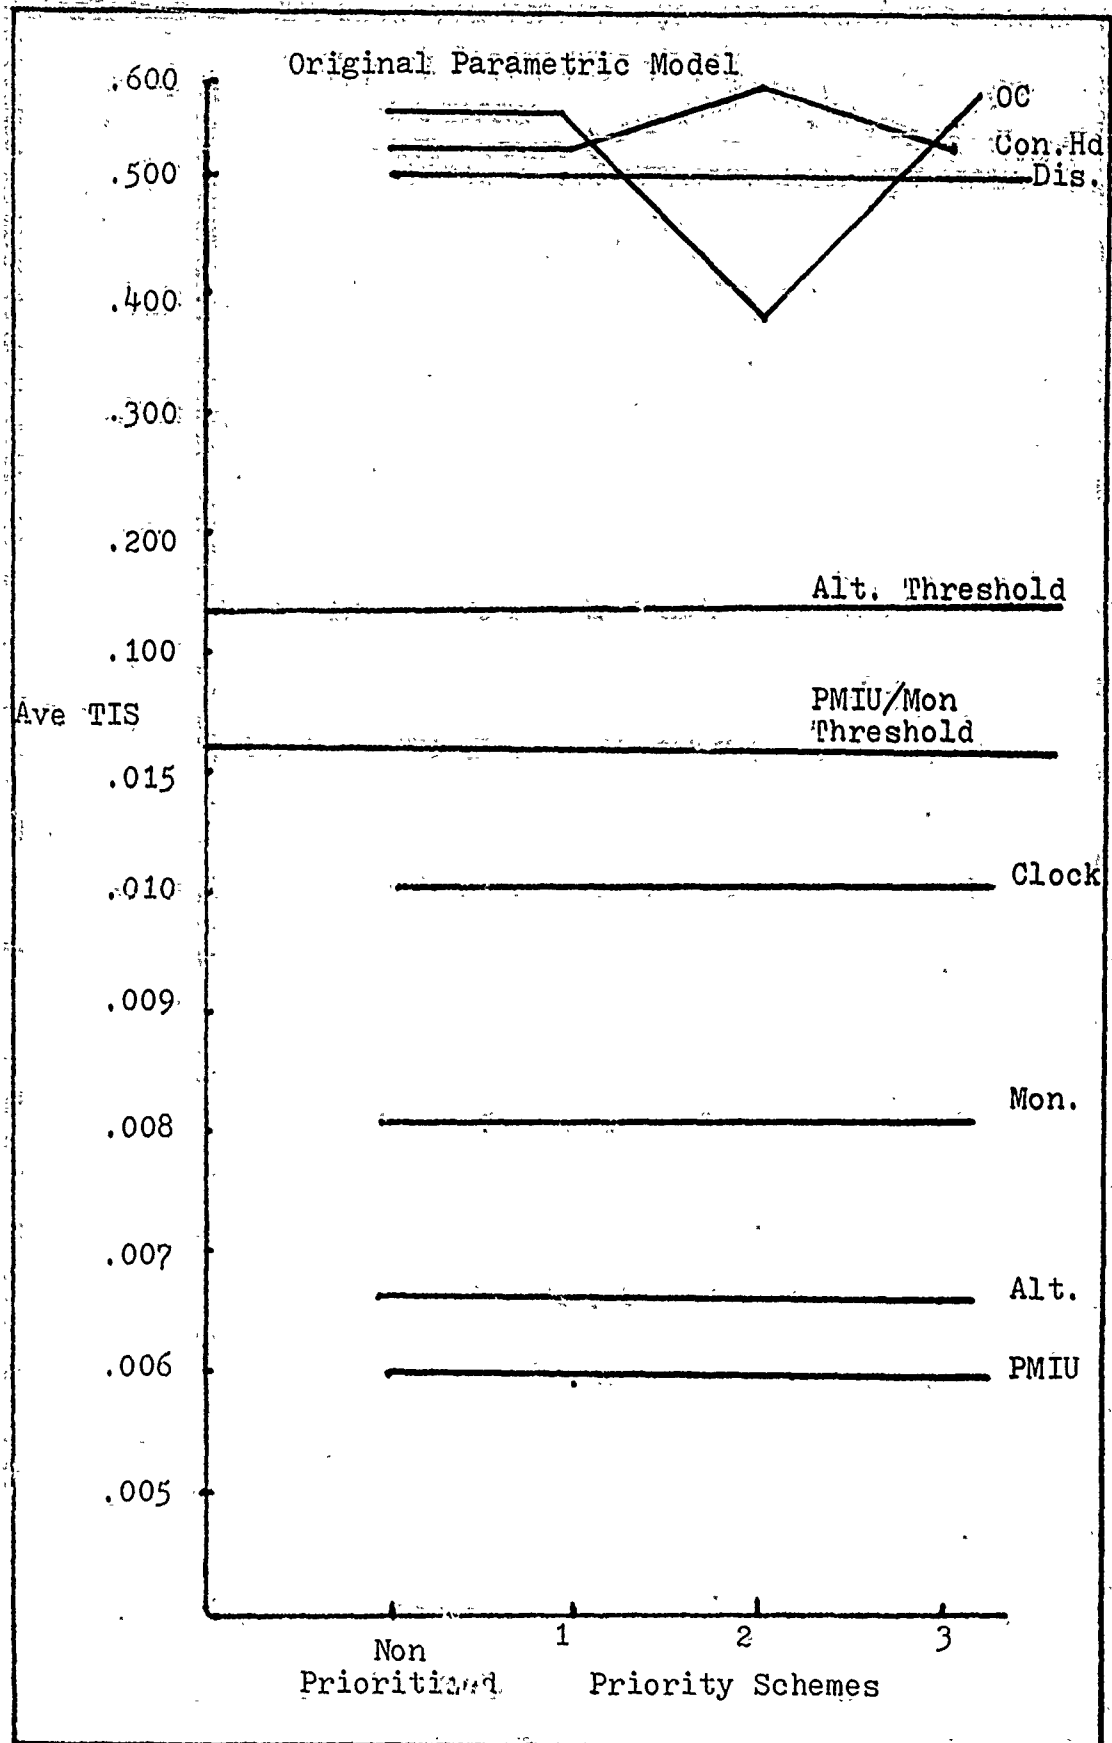 Original Parametric Model
.600
OC
Con.Hd
.500
Dis.
.400
.300
.200
Alt. Threshold
.100
Ave TIS
PMIU/Mon
Threshold
.015
.010
Clock
.009
Mon.
.008
.007
Alt.
.006
PMIU
.005
1
2
3
Non
Prioritized
Priority Schemes